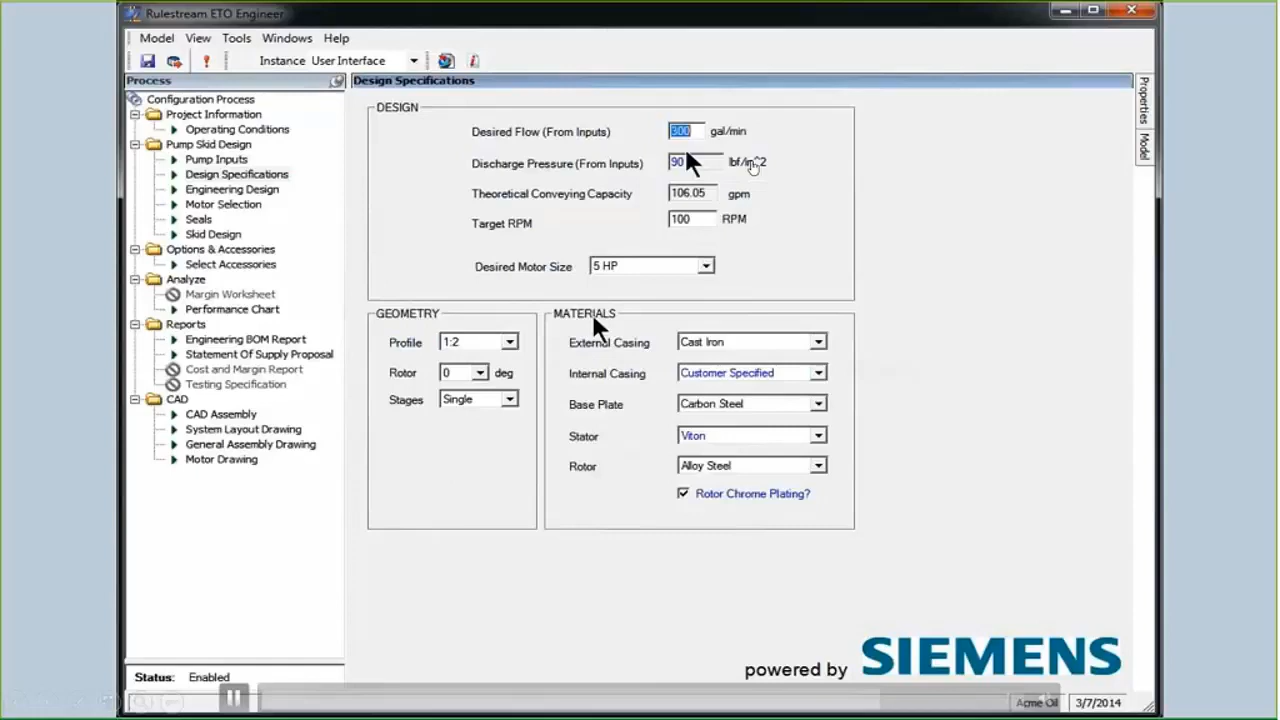 Rulestream ETO Engineer
Model View Tools Windows Help
Instance User Interface
Process
Design Specifications
Configuration Process
Project Information
Operating Conditions
Pump Skid Design
Pump Inputs
Design Specifications
Engineering Design
Motor Selection
Seals
Skid Design
Options & Accessories
Select Accessories
Analyze
Margin Worksheet
Performance Chart
Reports
Engineering BOM Report
Statement Of Supply Proposal
Cost and Margin Report
Testing Specification
CAD
CAD Assembly
System Layout Drawing
General Assembly Drawing
Motor Drawing
DESIGN
Desired Flow (From Inputs) 300 gal/min
Discharge Pressure (From Inputs) 90 lbf/in^2
Theoretical Conveying Capacity 106.05 gpm
Target RPM 100 RPM
Desired Motor Size 5 HP
GEOMETRY
Profile 1:2
Rotor 0 deg
Stages Single
MATERIALS
External Casing Cast Iron
Internal Casing Customer Specified
Base Plate Carbon Steel
Stator Viton
Rotor Alloy Steel
Rotor Chrome Plating?
Properties
Model
powered by SIEMENS
Status: Enabled
Acme Oil 3/7/2014